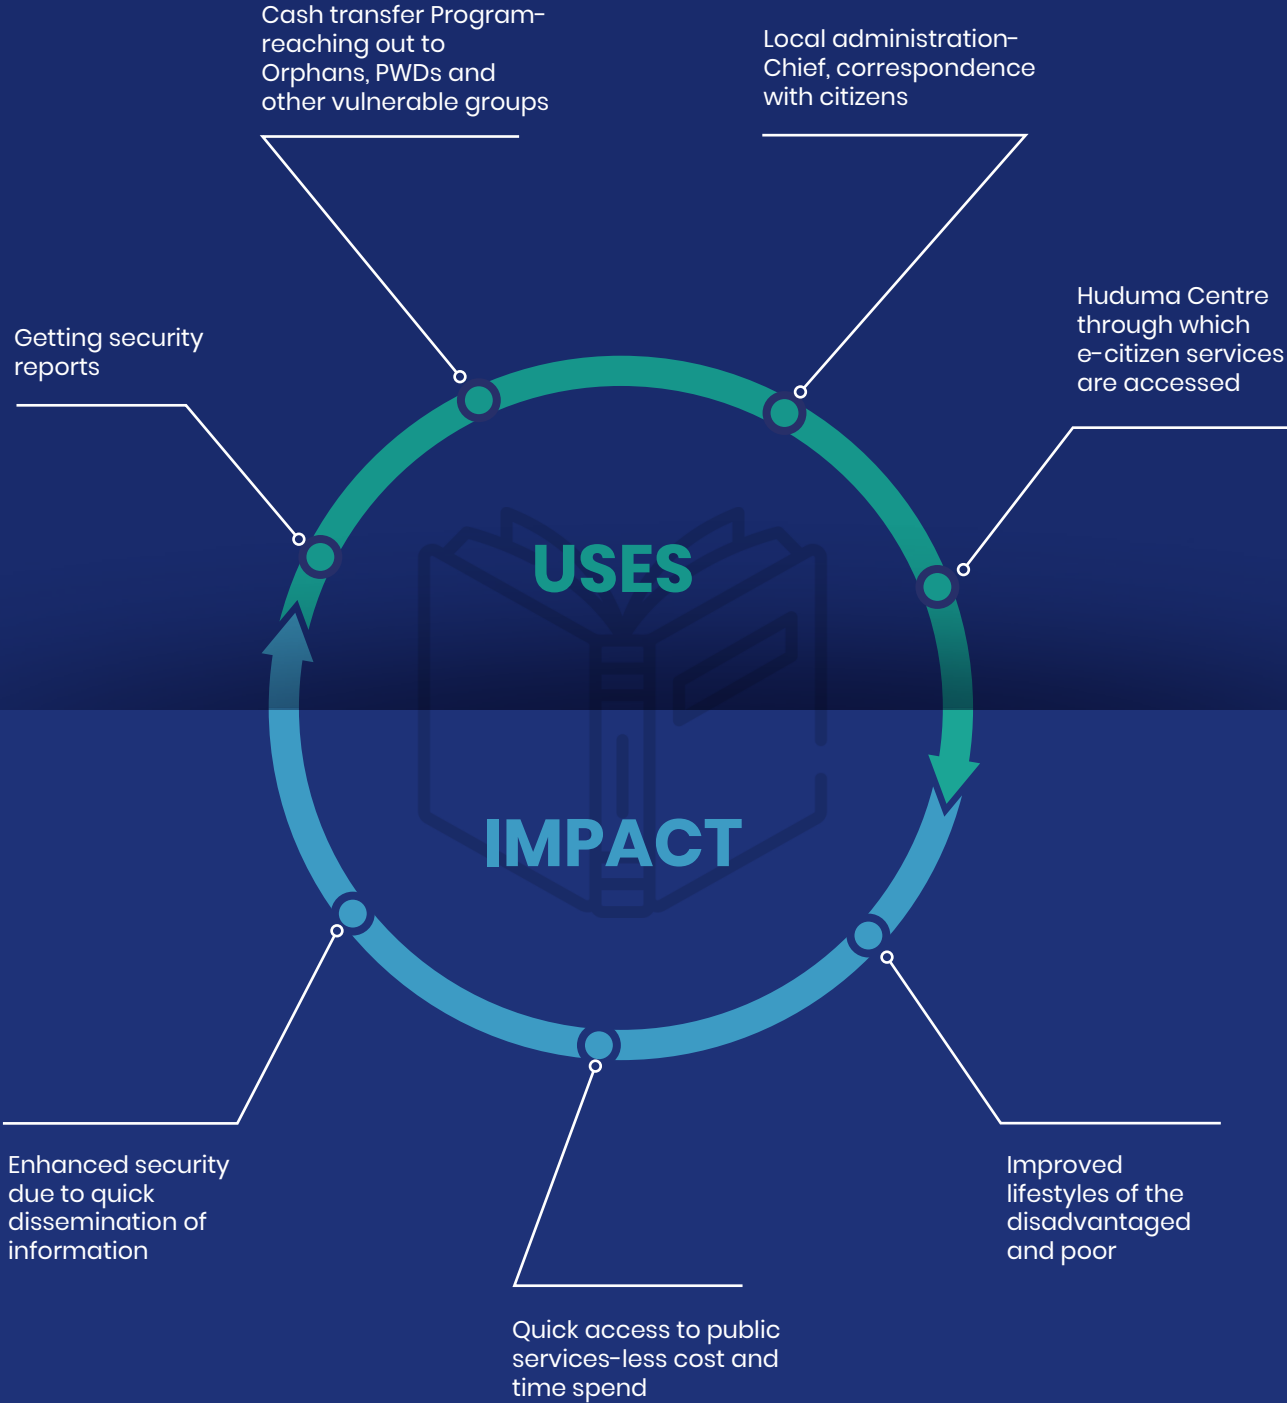 Cash transfer Program-
reaching out to
Orphans, PWDs and
other vulnerable groups
Local administration-
Chief, correspondence
with citizens
Getting security
reports
Huduma Centre
through which
e-citizen services
are accessed
USES
IMPACT
Enhanced security
due to quick
dissemination of
information
Quick access to public
services-less cost and
time spend
Improved
lifestyles of the
disadvantaged
and poor